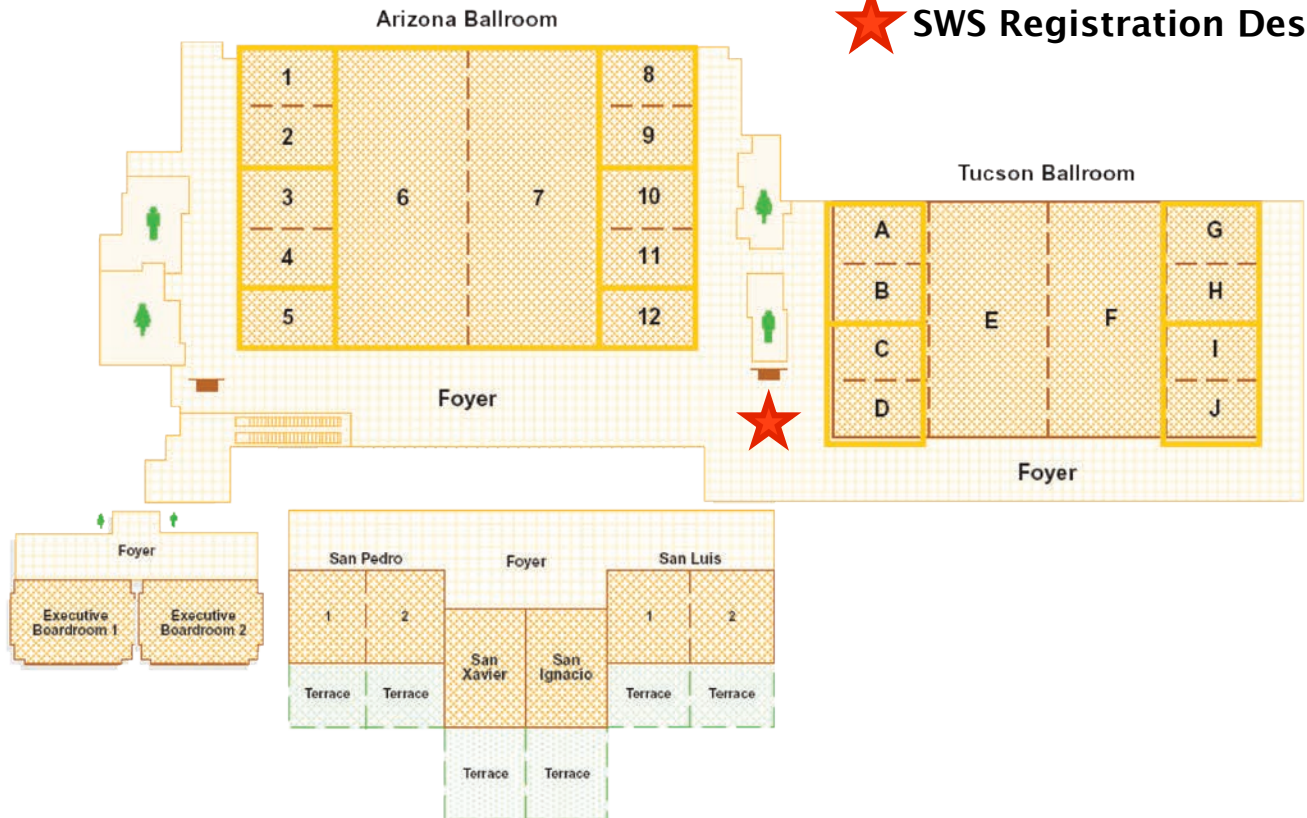 Arizona Ballroom
SWS Registration Des
1
2
3
4
5
6
7
8
9
10
11
12
Foyer
Tucson Ballroom
A
B
C
D
E
F
G
H
I
J
Foyer
Foyer
Executive
Boardroom 1
Executive
Boardroom 2
San Pedro
Foyer
San Luis
1
2
San
Xavier
San
Ignacio
1
2
Terrace
Terrace
Terrace
Terrace
Terrace
Terrace